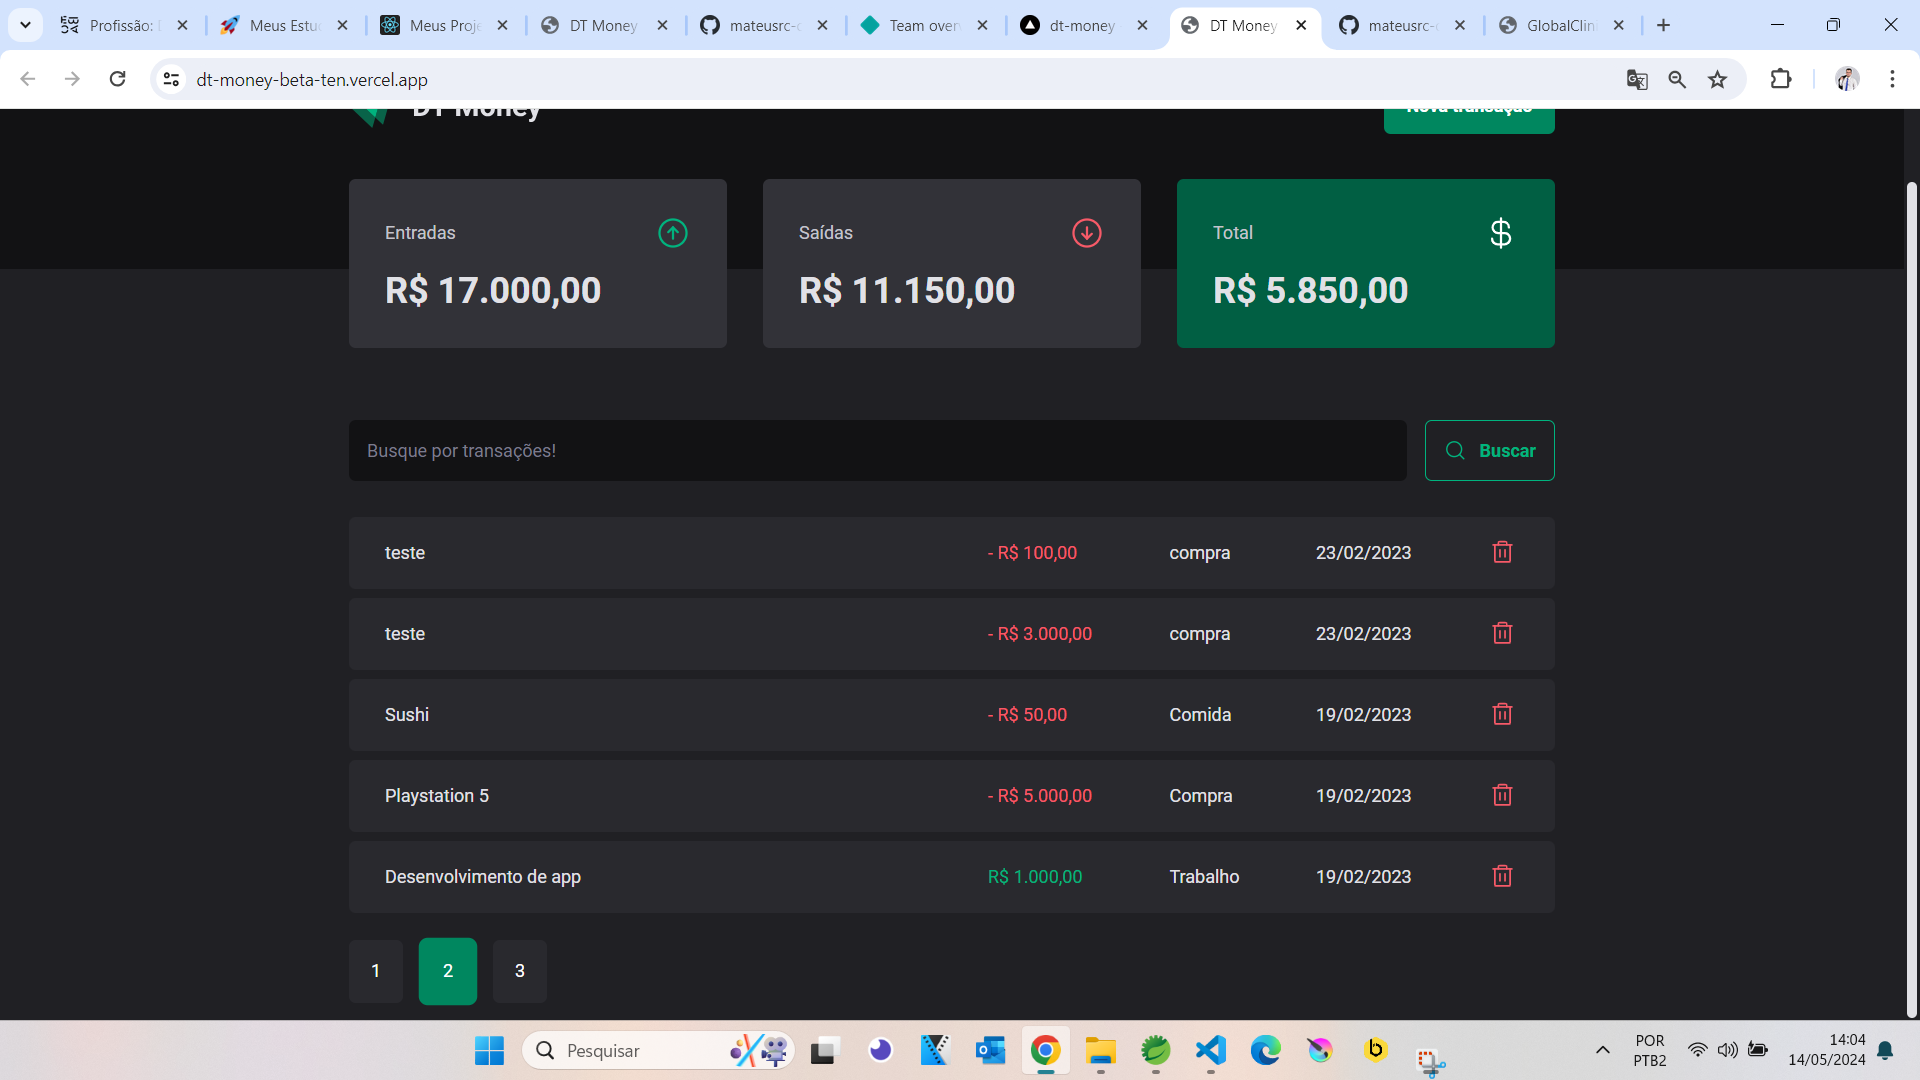 Profissão:
Meus Estu
Meus Proje
DT Money
mateusrc-
Team over
dt-money
DT Money
mateusrc-
GlobalClin
dt-money-beta-ten.vercel.app
DT Money
Nova transação
Entradas
R$ 17.000,00
Saídas
R$ 11.150,00
Total
R$ 5.850,00
Busque por transações!
Buscar
teste - R$ 100,00 compra 23/02/2023
teste - R$ 3.000,00 compra 23/02/2023
Sushi - R$ 50,00 Comida 19/02/2023
Playstation 5 - R$ 5.000,00 Compra 19/02/2023
Desenvolvimento de app R$ 1.000,00 Trabalho 19/02/2023
1 2 3
Pesquisar
POR
PTB2
14:04
14/05/2024